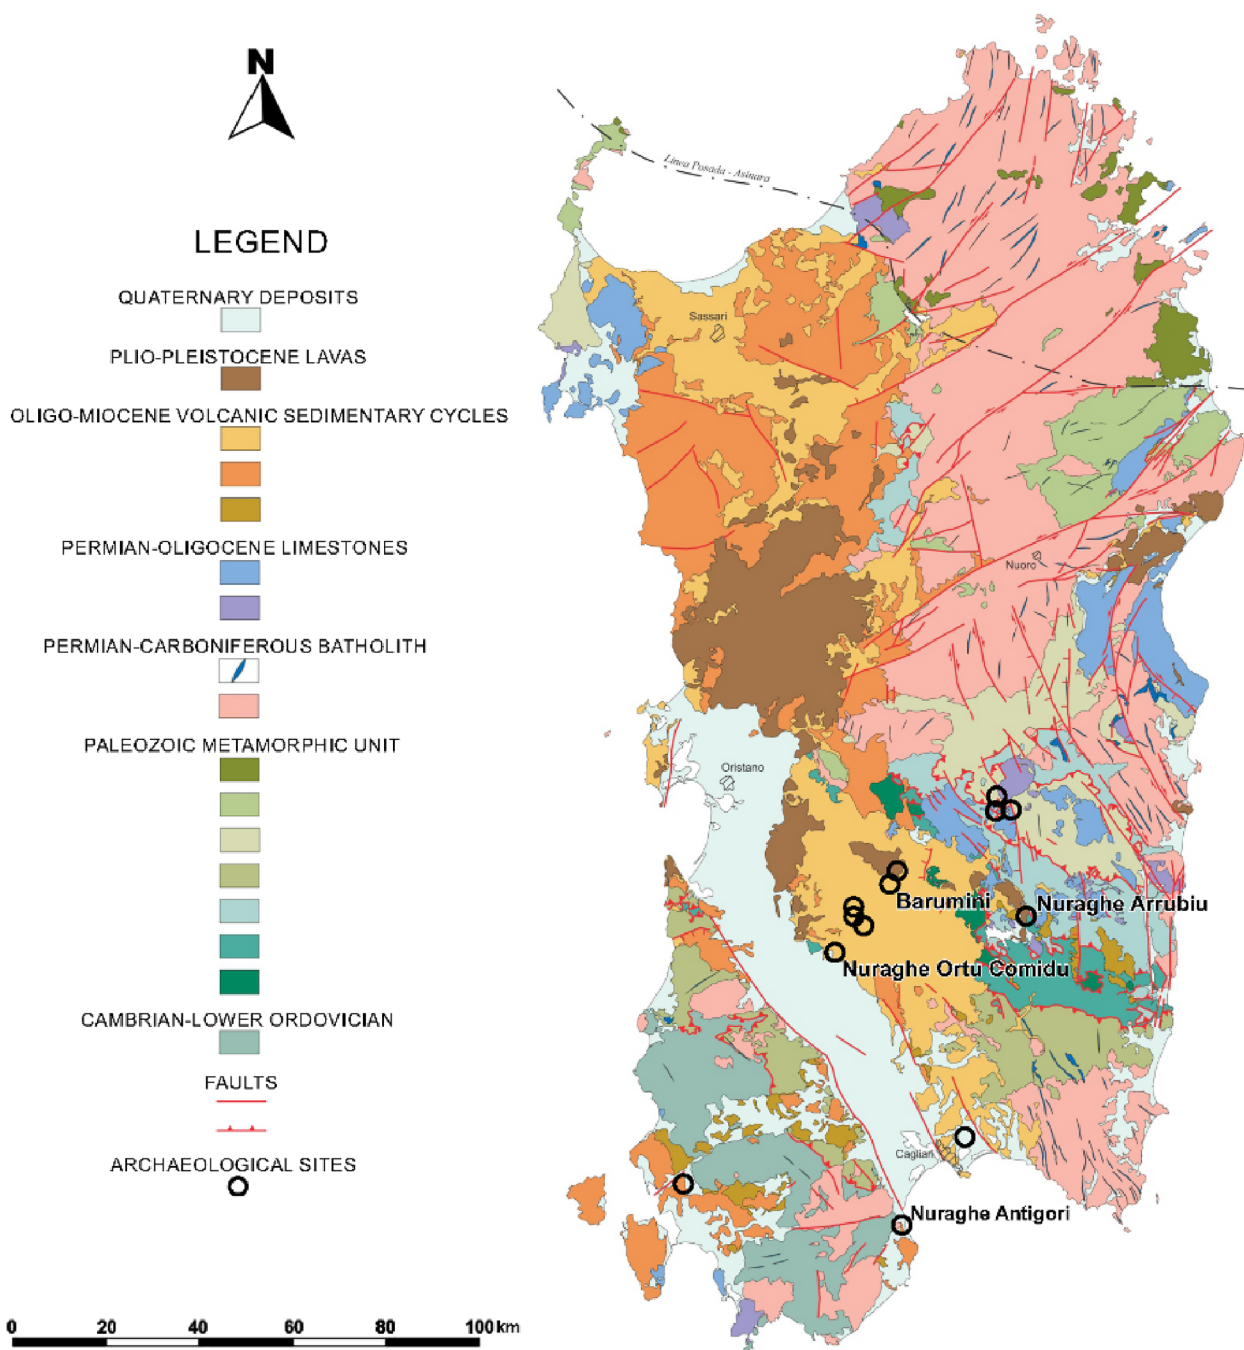 N
LEGEND
QUATERNARY DEPOSITS
PLIO-PLEISTOCENE LAVAS
OLIGO-MIOCENE VOLCANIC SEDIMENTARY CYCLES
PERMIAN-OLIGOCENE LIMESTONES
PERMIAN-CARBONIFEROUS BATHOLITH
PALEOZOIC METAMORPHIC UNIT
CAMBRIAN-LOWER ORDOVICIAN
FAULTS
ARCHAEOLOGICAL SITES
0 20 40 60 80 100 km
Linea Posada - Asinara
Sassari
Nuoro
Oristano
Barumini
Nuraghe Arrubiu
Nuraghe Ortu Comidu
Cagliari
Nuraghe Antigori